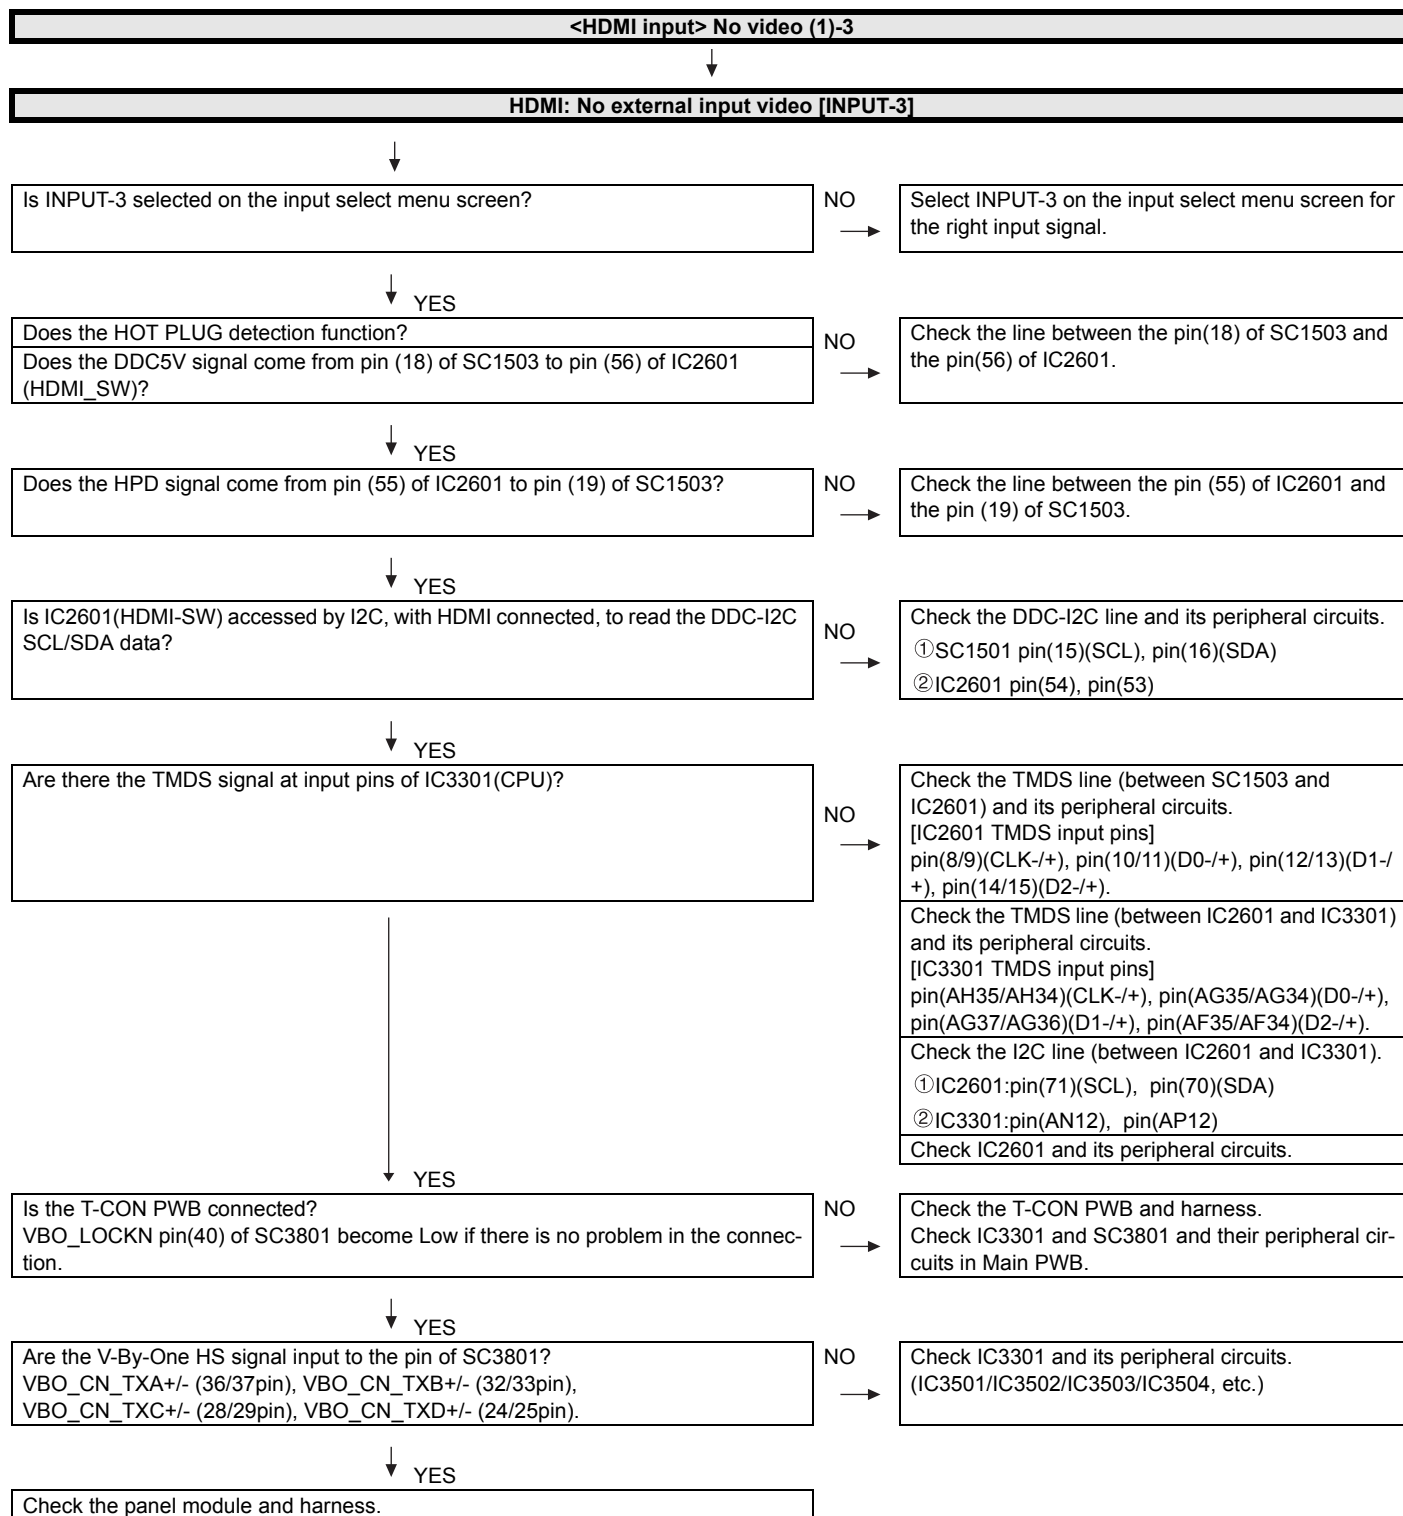 <HDMI input> No video (1)-3
HDMI: No external input video [INPUT-3]
Is INPUT-3 selected on the input select menu screen?
NO
Select INPUT-3 on the input select menu screen for
the right input signal.
YES
Does the HOT PLUG detection function?
Does the DDC5V signal come from pin (18) of SC1503 to pin (56) of IC2601
(HDMI_SW)?
NO
Check the line between the pin(18) of SC1503 and
the pin(56) of IC2601.
YES
Does the HPD signal come from pin (55) of IC2601 to pin (19) of SC1503?
NO
Check the line between the pin (55) of IC2601 and
the pin (19) of SC1503.
YES
Is IC2601(HDMI-SW) accessed by I2C, with HDMI connected, to read the DDC-I2C
SCL/SDA data?
NO
Check the DDC-I2C line and its peripheral circuits.
①SC1501 pin(15)(SCL), pin(16)(SDA)
②IC2601 pin(54), pin(53)
YES
Are there the TMDS signal at input pins of IC3301(CPU)?
NO
Check the TMDS line (between SC1503 and
IC2601) and its peripheral circuits.
[IC2601 TMDS input pins]
pin(8/9)(CLK-/+), pin(10/11)(D0-/+), pin(12/13)(D1-/
+), pin(14/15)(D2-/+).
Check the TMDS line (between IC2601 and IC3301)
and its peripheral circuits.
[IC3301 TMDS input pins]
pin(AH35/AH34)(CLK-/+), pin(AG35/AG34)(D0-/+),
pin(AG37/AG36)(D1-/+), pin(AF35/AF34)(D2-/+).
Check the I2C line (between IC2601 and IC3301).
①IC2601:pin(71)(SCL), pin(70)(SDA)
②IC3301:pin(AN12), pin(AP12)
Check IC2601 and its peripheral circuits.
YES
Is the T-CON PWB connected?
VBO_LOCKN pin(40) of SC3801 become Low if there is no problem in the connec-
tion.
NO
Check the T-CON PWB and harness.
Check IC3301 and SC3801 and their peripheral cir-
cuits in Main PWB.
YES
Are the V-By-One HS signal input to the pin of SC3801?
VBO_CN_TXA+/- (36/37pin), VBO_CN_TXB+/- (32/33pin),
VBO_CN_TXC+/- (28/29pin), VBO_CN_TXD+/- (24/25pin).
NO
Check IC3301 and its peripheral circuits.
(IC3501/IC3502/IC3503/IC3504, etc.)
YES
Check the panel module and harness.